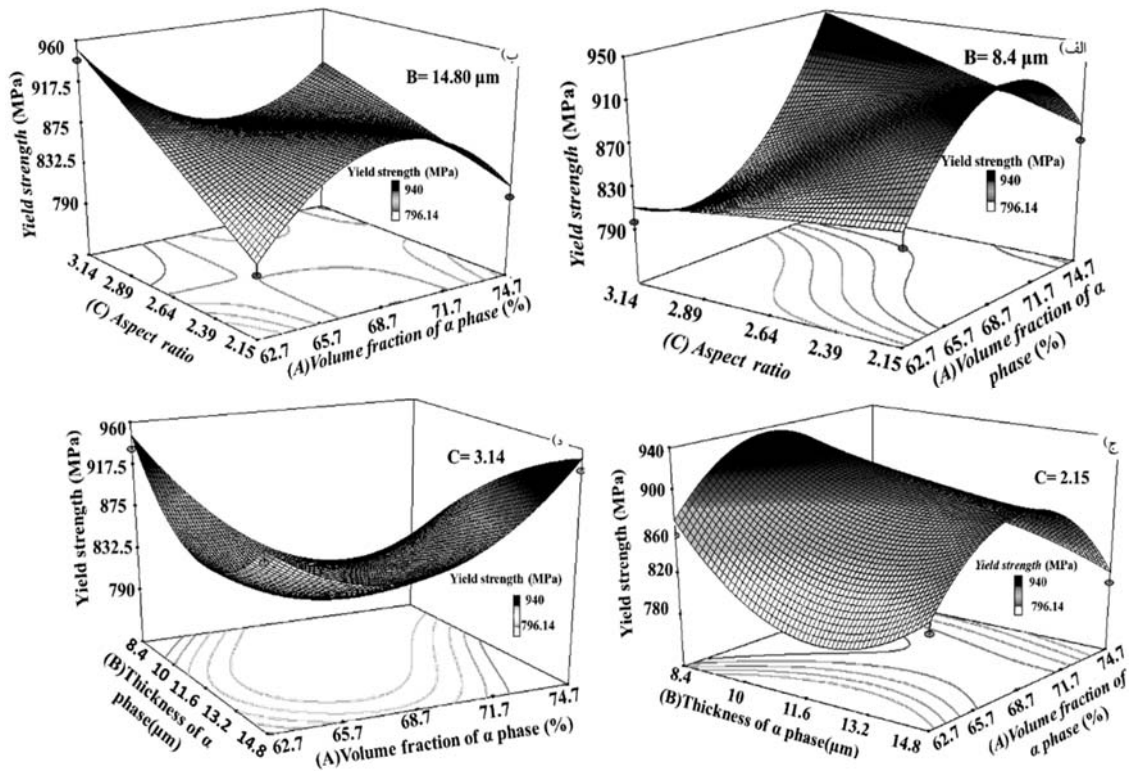 ب)
B= 14.80 µm
960
917.5
875
832.5
790
Yield strength (MPa)
Yield strength (MPa)
940
796.14
3.14
2.89
2.64
2.39
2.15
(C) Aspect ratio
62.7
65.7
68.7
71.7
74.7
(A)Volume fraction of α phase (%)
الف)
B= 8.4 µm
950
910
870
830
790
Yield strength (MPa)
Yield strength (MPa)
940
796.14
3.14
2.89
2.64
2.39
2.15
(C) Aspect ratio
62.7
65.7
68.7
71.7
74.7
(A)Volume fraction of α
phase (%)
د)
C= 3.14
960
917.5
875
832.5
790
Yield strength (MPa)
Yield strength (MPa)
940
796.14
8.4
10
11.6
13.2
14.8
(B)Thickness of α
phase(µm)
62.7
65.7
68.7
71.7
74.7
(A)Volume fraction of α phase (%)
ج)
C= 2.15
940
900
860
820
780
Yield strength (MPa)
Yield strength (MPa)
940
796.14
8.4
10
11.6
13.2
14.8
(B)Thickness of α phase(µm)
62.7
65.7
68.7
71.7
74.7
(A)Volume fraction of
α phase (%)